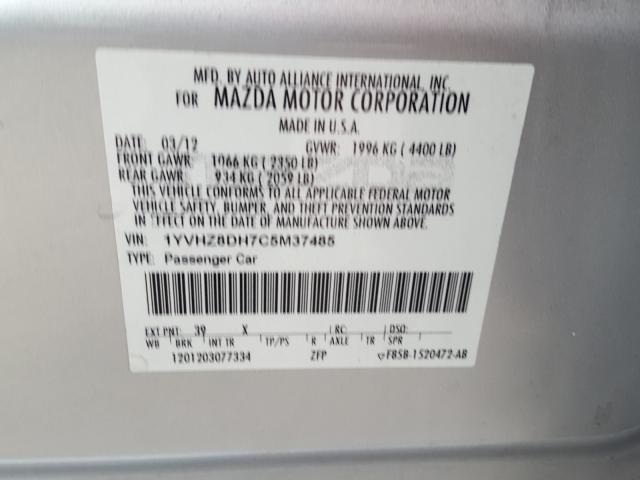 MFD. BY AUTO ALLIANCE INTERNATIONAL, INC.
FOR MAZDA MOTOR CORPORATION
MADE IN U.S.A.
DATE 03/12 GVWR: 1996 KG ( 4400 LB)
FRONT GAWR: 1066 KG ( 2350 LB)
REAR GAWR: 934 KG ( 2059 LB)
THIS VEHICLE CONFORMS TO ALL APPLICABLE FEDERAL MOTOR
VEHICLE SAFETY, BUMPER, AND THEFT PREVENTION STANDARDS
IN EFFECT ON THE DATE OF MANUFACTURE SHOWN ABOVE.
VIN: 1YVHZ8DH7C5M37485
TYPE: Passenger Car
EXT PNT: 39 X RC: DSO:
WB BRK INT TR TP/PS R AXLE TR SPR
1201203077334 ZFP F85B-1520472-AB